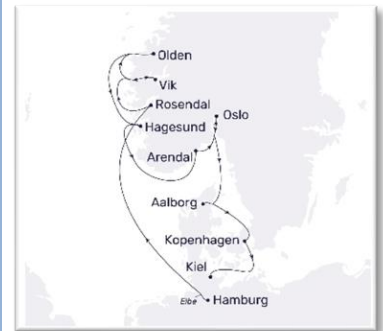 Olden
Vik
Rosendal
Oslo
Hagesund
Arendal
Aalborg
Kopenhagen
Kiel
Elbe
Hamburg